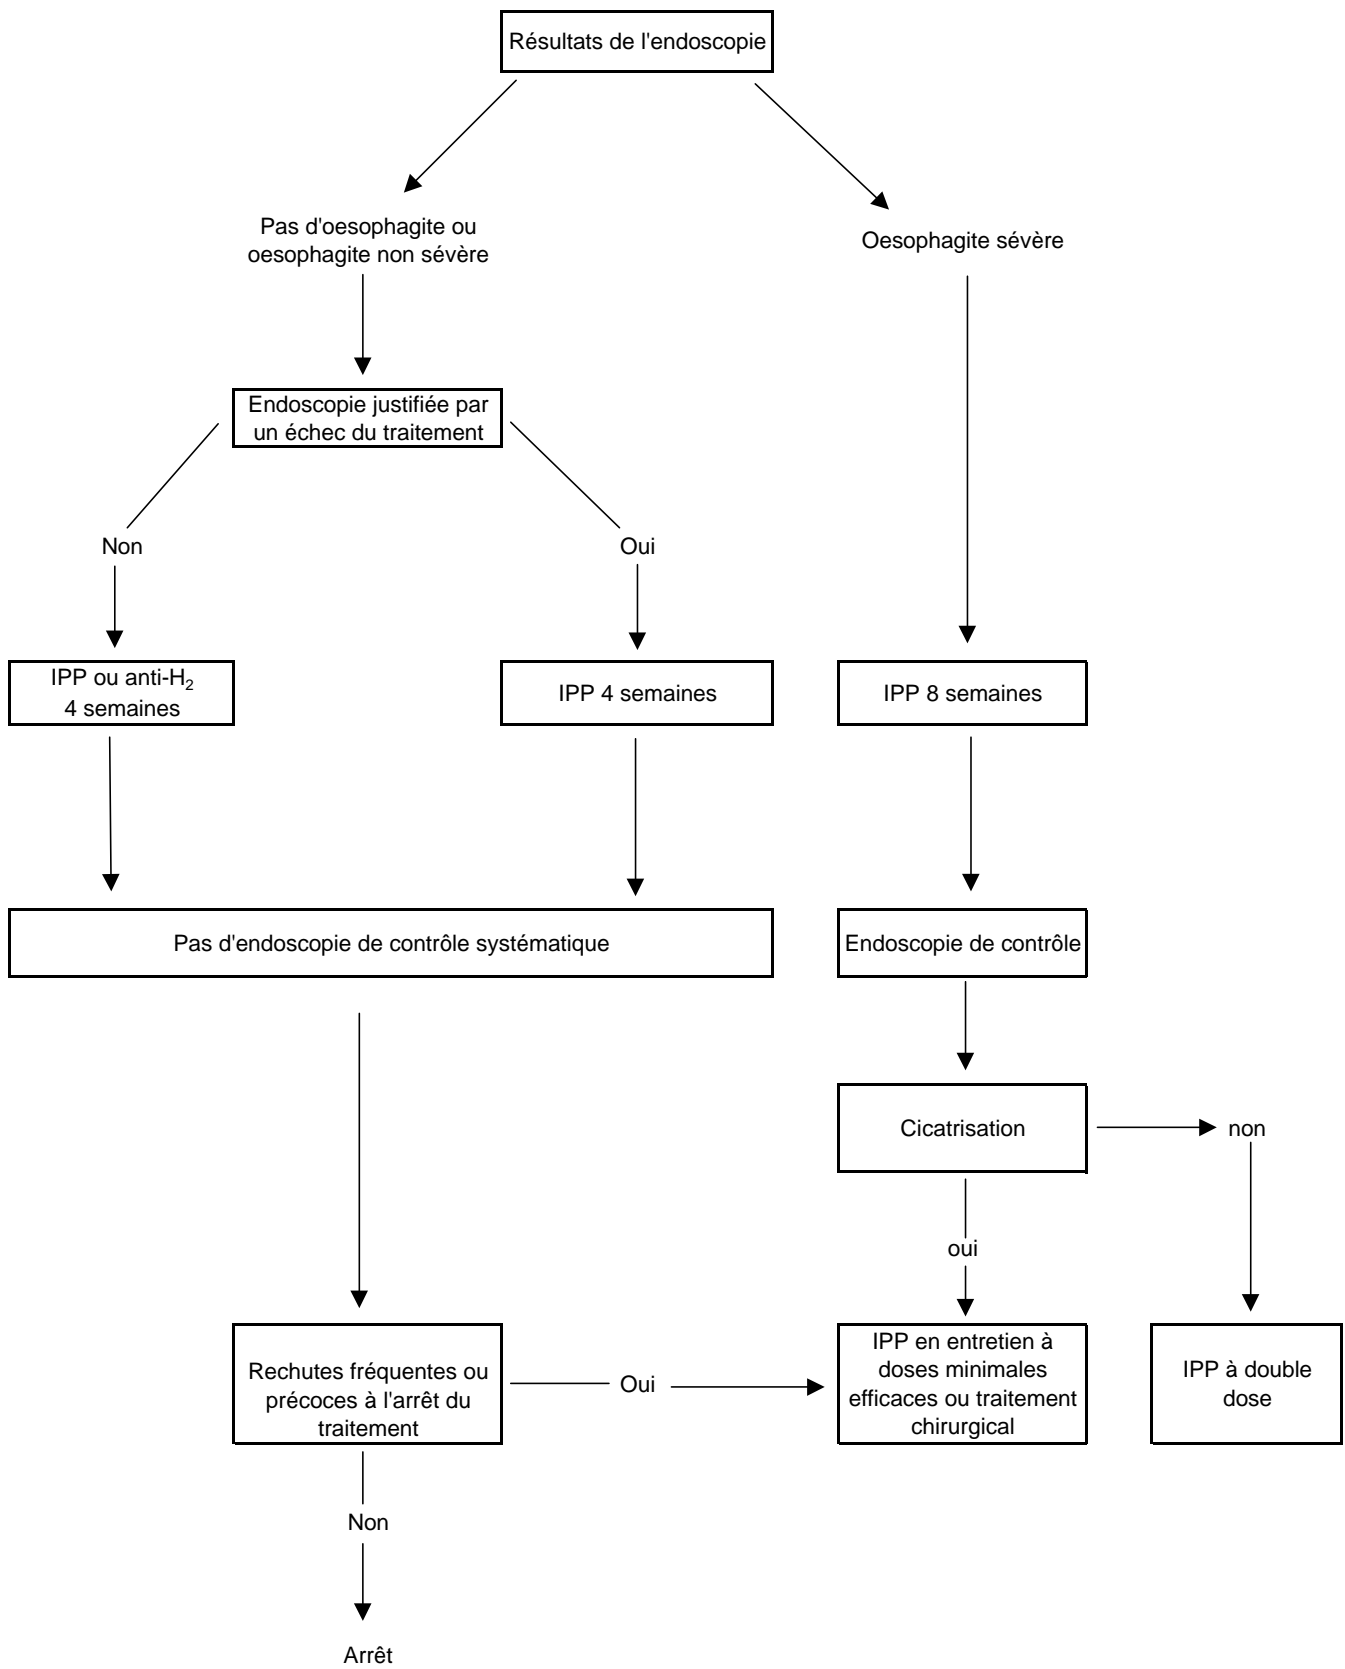 Résultats de l'endoscopie
Pas d'oesophagite ou
oesophagite non sévère
Oesophagite sévère
Endoscopie justifiée par
un échec du traitement
Non
Oui
IPP ou anti-H₂
4 semaines
IPP 4 semaines
IPP 8 semaines
Pas d'endoscopie de contrôle systématique
Endoscopie de contrôle
Cicatrisation
non
oui
Rechutes fréquentes ou
précoces à l'arrêt du
traitement
Oui
IPP en entretien à
doses minimales
efficaces ou traitement
chirurgical
IPP à double
dose
Non
Arrêt